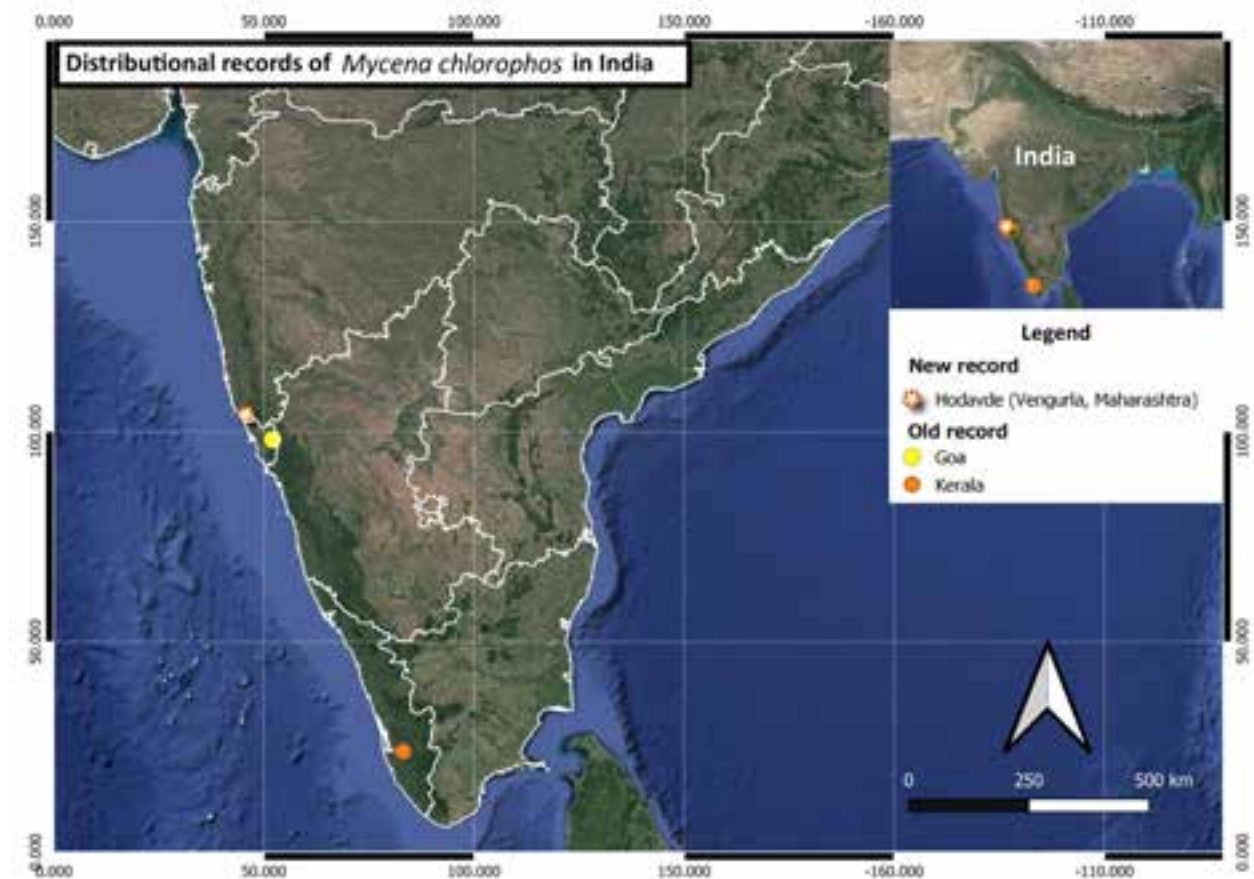 0.000 50.000 100.000 150.000 -160.000 -110.000
Distributional records of Mycena chlorophos in India
India
150.000
150.000
Legend
New record
Hodavde (Vengurla, Maharashtra)
Old record
Goa
Kerala
100.000
100.000
50.000
50.000
0 250 500 km
0.000
0.000
0.000 50.000 100.000 150.000 -160.000 -110.000